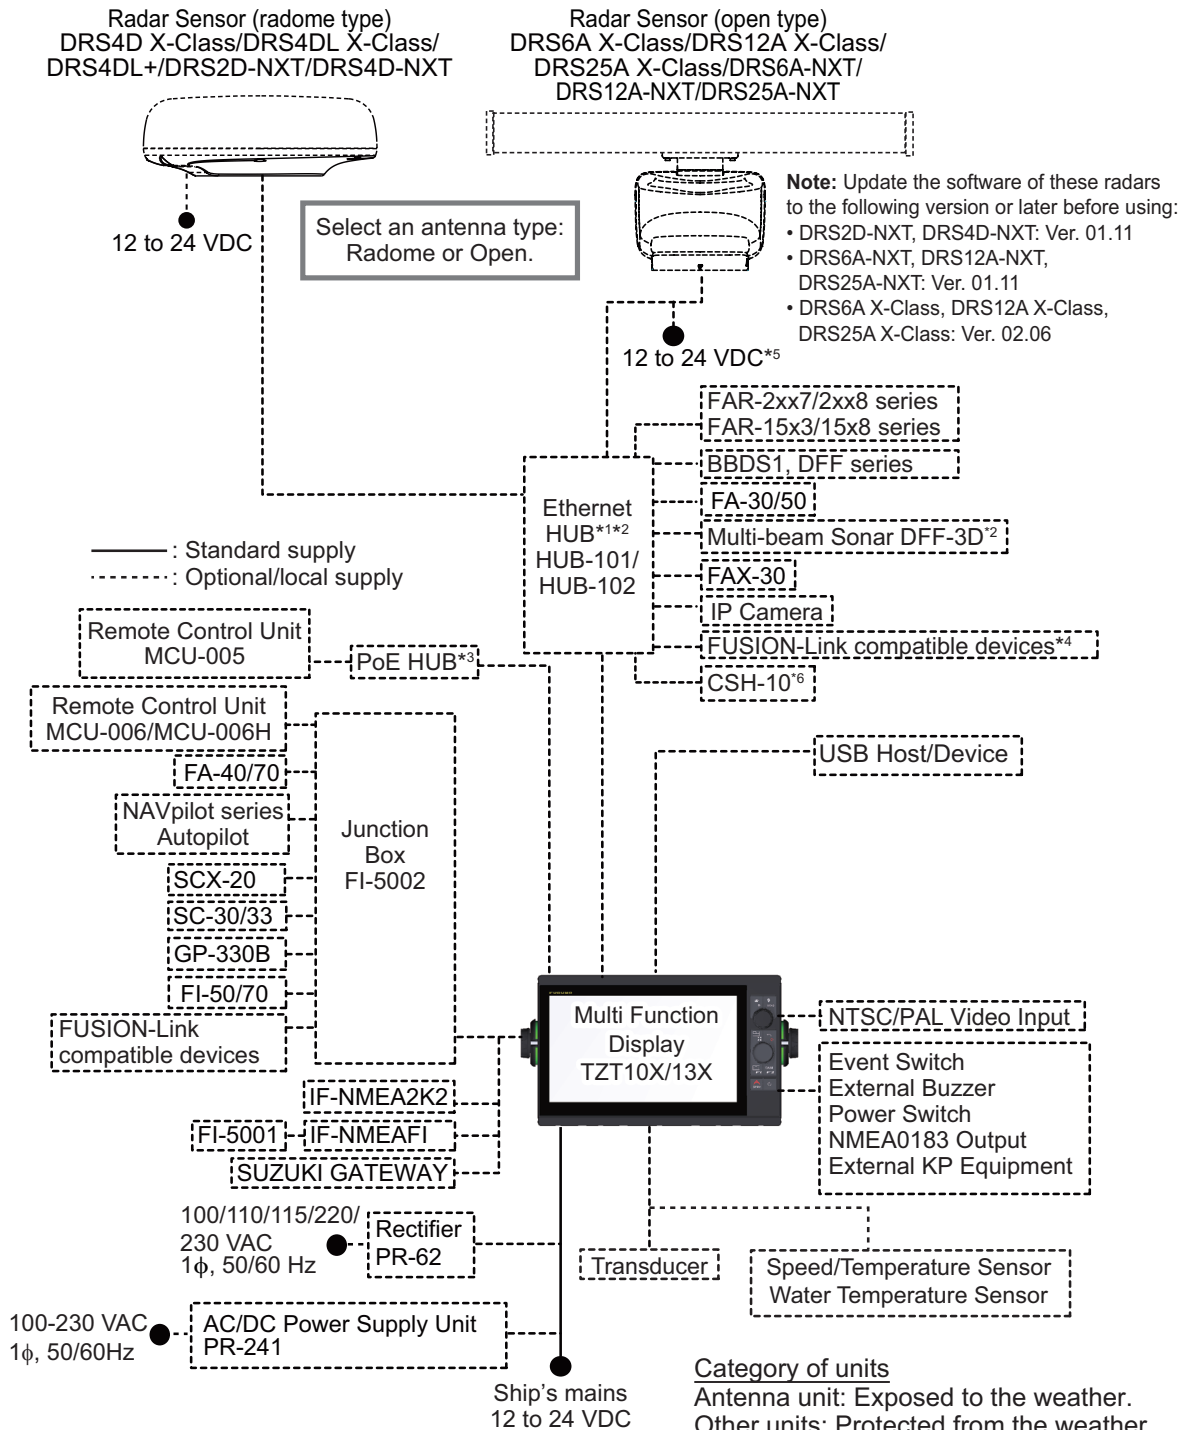 Radar Sensor (radome type)
DRS4D X-Class/DRS4DL X-Class/
DRS4DL+/DRS2D-NXT/DRS4D-NXT
Radar Sensor (open type)
DRS6A X-Class/DRS12A X-Class/
DRS25A X-Class/DRS6A-NXT/
DRS12A-NXT/DRS25A-NXT
12 to 24 VDC
Select an antenna type:
Radome or Open.
Note: Update the software of these radars
to the following version or later before using:
• DRS2D-NXT, DRS4D-NXT: Ver. 01.11
• DRS6A-NXT, DRS12A-NXT,
DRS25A-NXT: Ver. 01.11
• DRS6A X-Class, DRS12A X-Class,
DRS25A X-Class: Ver. 02.06
12 to 24 VDC*5
FAR-2xx7/2xx8 series
FAR-15x3/15x8 series
BBDS1, DFF series
FA-30/50
Multi-beam Sonar DFF-3D*2
FAX-30
IP Camera
FUSION-Link compatible devices*4
CSH-10*6
Ethernet
HUB*1*2
HUB-101/
HUB-102
: Standard supply
: Optional/local supply
Remote Control Unit
MCU-005
PoE HUB*3
Remote Control Unit
MCU-006/MCU-006H
FA-40/70
NAVpilot series
Autopilot
SCX-20
SC-30/33
GP-330B
FI-50/70
FUSION-Link
compatible devices
Junction
Box
FI-5002
USB Host/Device
Multi Function
Display
TZT10X/13X
NTSC/PAL Video Input
Event Switch
External Buzzer
Power Switch
NMEA0183 Output
External KP Equipment
IF-NMEA2K2
FI-5001
IF-NMEAFI
SUZUKI GATEWAY
100/110/115/220/
230 VAC
1ϕ, 50/60 Hz
Rectifier
PR-62
Transducer
Speed/Temperature Sensor
Water Temperature Sensor
100-230 VAC
1ϕ, 50/60Hz
AC/DC Power Supply Unit
PR-241
Ship's mains
12 to 24 VDC
Category of units
Antenna unit: Exposed to the weather.
Other units: Protected from the weather